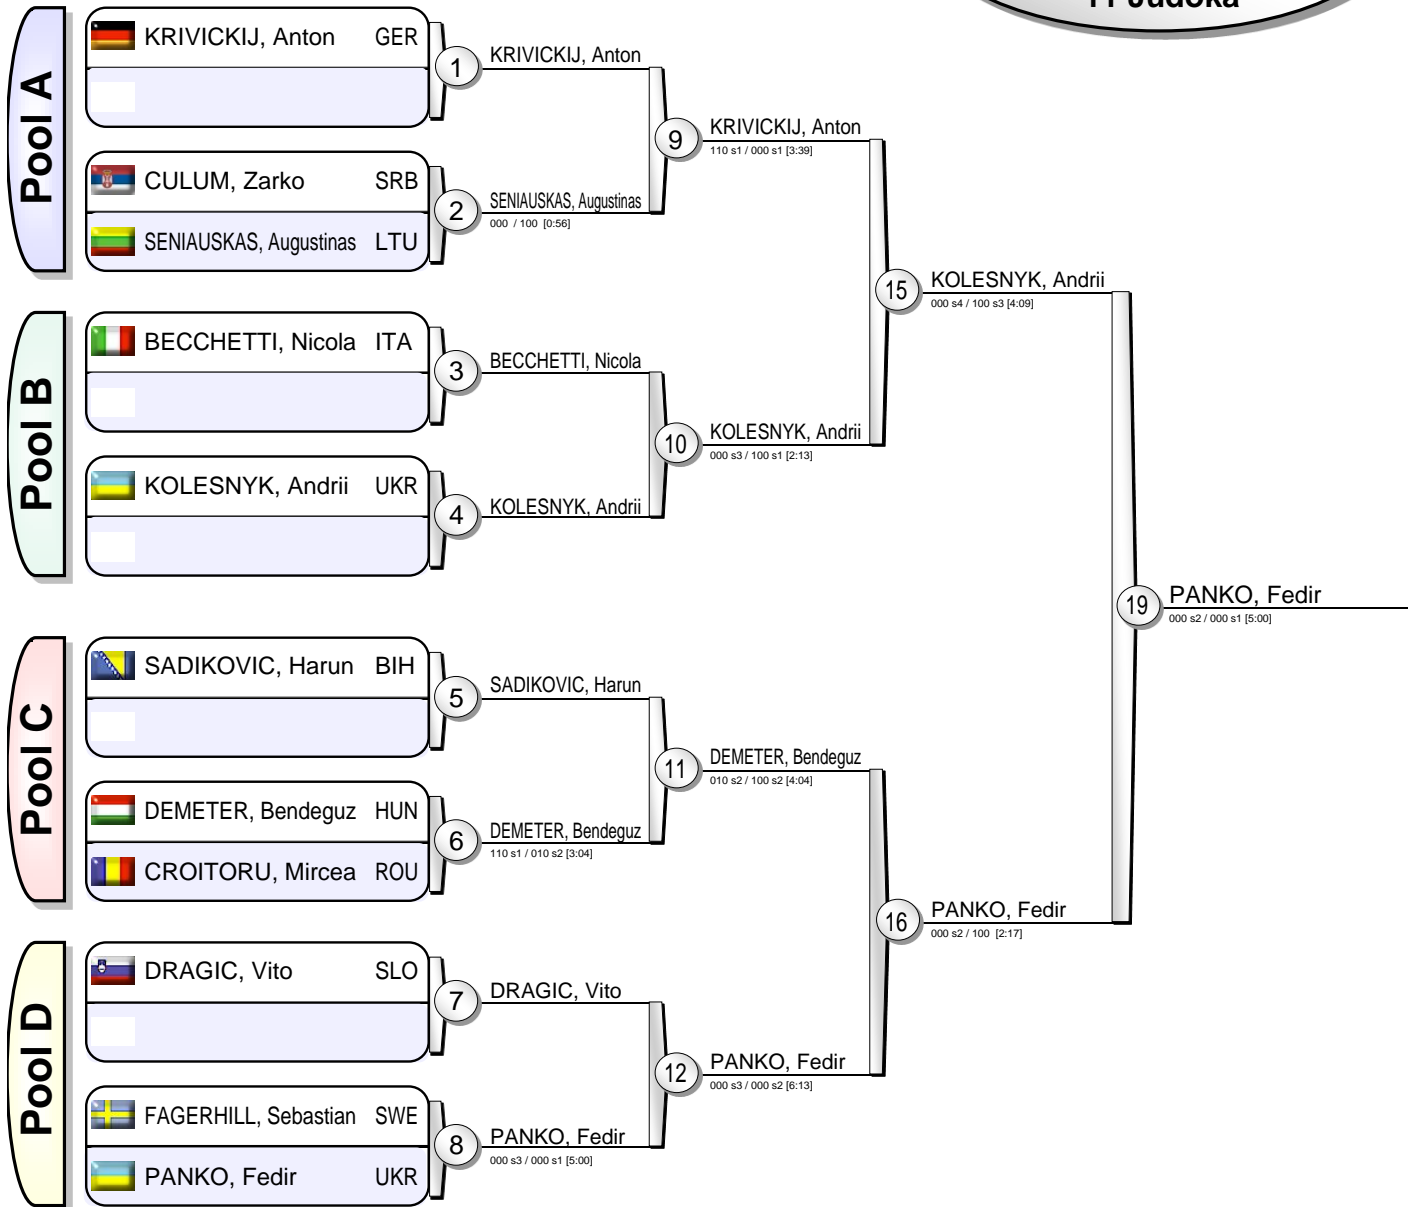 11 Judoka
Pool A
KRIVICKIJ, Anton GER
CULUM, Zarko SRB
SENIAUSKAS, Augustinas LTU
Pool B
BECCHETTI, Nicola ITA
KOLESNYK, Andrii UKR
Pool C
SADIKOVIC, Harun BIH
DEMETER, Bendeguz HUN
CROITORU, Mircea ROU
Pool D
DRAGIC, Vito SLO
FAGERHILL, Sebastian SWE
PANKO, Fedir UKR
1
KRIVICKIJ, Anton
2
SENIAUSKAS, Augustinas
000 / 100 [0:56]
3
BECCHETTI, Nicola
4
KOLESNYK, Andrii
5
SADIKOVIC, Harun
6
DEMETER, Bendeguz
110 s1 / 010 s2 [3:04]
7
DRAGIC, Vito
8
PANKO, Fedir
000 s3 / 000 s1 [5:00]
9
KRIVICKIJ, Anton
110 s1 / 000 s1 [3:39]
10
KOLESNYK, Andrii
000 s3 / 100 s1 [2:13]
11
DEMETER, Bendeguz
010 s2 / 100 s2 [4:04]
12
PANKO, Fedir
000 s3 / 000 s2 [6:13]
15
KOLESNYK, Andrii
000 s4 / 100 s3 [4:09]
16
PANKO, Fedir
000 s2 / 100 [2:17]
19
PANKO, Fedir
000 s2 / 000 s1 [5:00]